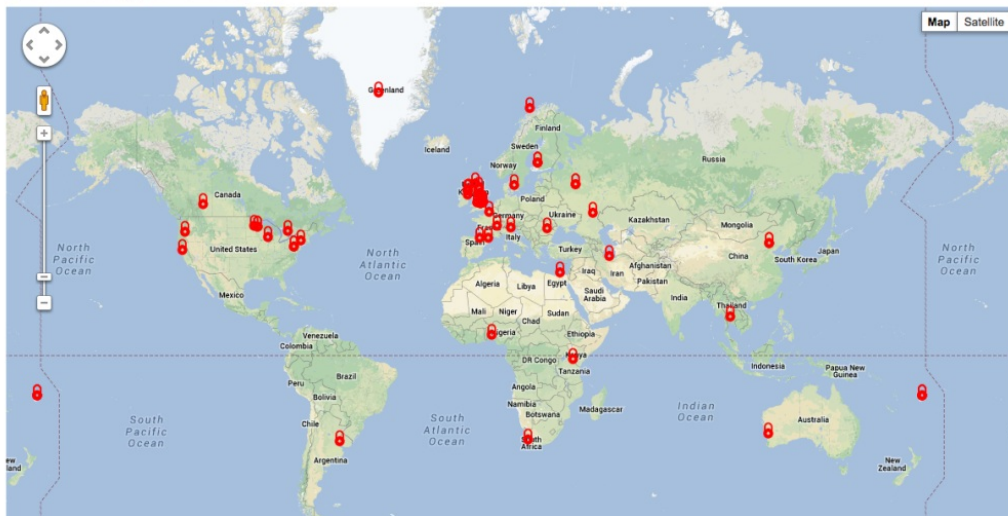 Map
Satellite
Greenland
Iceland
Finland
Sweden
Norway
Russia
Canada
Poland
Germany
Ukraine
Kazakhstan
Mongolia
United States
Spain
Italy
Turkey
China
Japan
South Korea
North
Pacific
Ocean
North
Atlantic
Ocean
North
Pacific
Ocean
Iraq
Iran
Afghanistan
Pakistan
Algeria
Libya
Egypt
Saudi
Arabia
India
Mexico
Mali
Niger
Chad
Sudan
Thailand
Ethiopia
Venezuela
Colombia
DR Congo
Kenya
Tanzania
Indonesia
Papua New
Guinea
Peru
Brazil
Bolivia
Angola
Namibia
Botswana
Madagascar
Indian
Ocean
South
Pacific
Ocean
South
Atlantic
Ocean
Chile
Argentina
South
Africa
Australia
South
Pacific
Ocean
New
Zealand